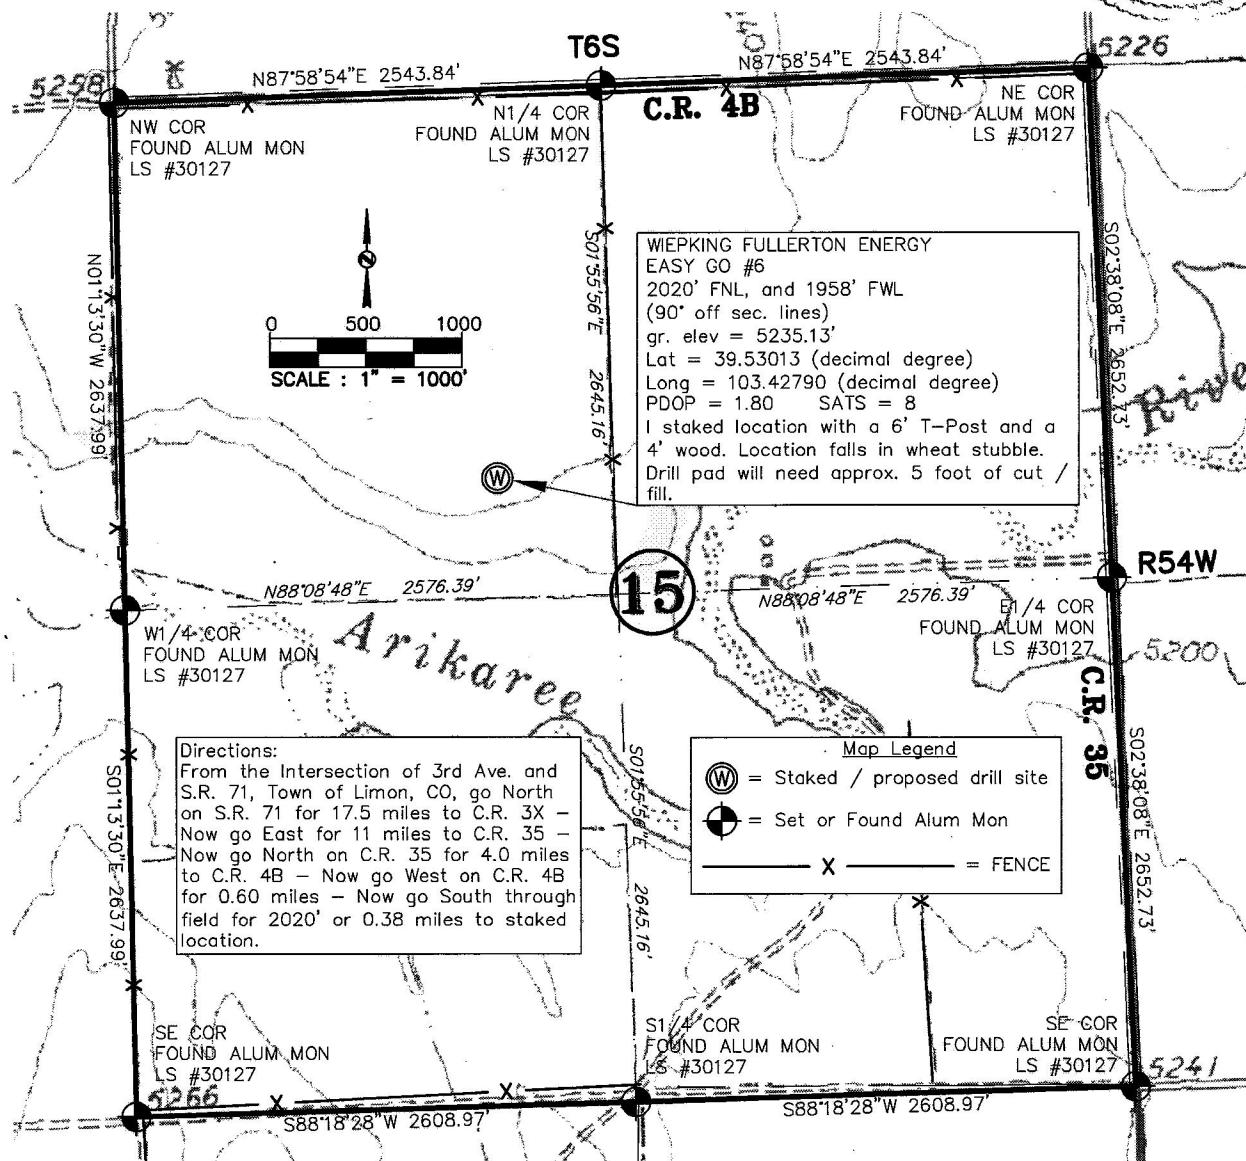 T6S
5226
5258
N87°58'54"E 2543.84'
N87°58'54"E 2543.84'
C.R. 4B
NW COR
FOUND ALUM MON
LS #30127
N1/4 COR
FOUND ALUM MON
LS #30127
NE COR
FOUND ALUM MON
LS #30127
0 500 1000
SCALE : 1" = 1000'
N01°13'30"W 2637.99'
S01°55'56"E 2645.16'
S02°38'08"E 2652.73'
WIEPKING FULLERTON ENERGY
EASY GO #6
2020' FNL, and 1958' FWL
(90° off sec. lines)
gr. elev = 5235.13'
Lat = 39.53013 (decimal degree)
Long = 103.42790 (decimal degree)
PDOP = 1.80 SATS = 8
I staked location with a 6' T-Post and a
4' wood. Location falls in wheat stubble.
Drill pad will need approx. 5 foot of cut /
fill.
W
N88°08'48"E 2576.39'
15
N88°08'48"E 2576.39'
R54W
W1/4 COR
FOUND ALUM MON
LS #30127
E1/4 COR
FOUND ALUM MON
LS #30127
Arikaree
5200
C.R. 35
Directions:
From the Intersection of 3rd Ave. and
S.R. 71, Town of Limon, CO, go North
on S.R. 71 for 17.5 miles to C.R. 3X -
Now go East for 11 miles to C.R. 35 -
Now go North on C.R. 35 for 4.0 miles
to C.R. 4B - Now go West on C.R. 4B
for 0.60 miles - Now go South through
field for 2020' or 0.38 miles to staked
location.
Map Legend
W = Staked / proposed drill site
= Set or Found Alum Mon
X = FENCE
S01°13'30"E 2637.99'
S01°55'56"E 2645.16'
S02°38'08"E 2652.73'
SE COR
FOUND ALUM MON
LS #30127
S1/4 COR
FOUND ALUM MON
LS #30127
SE COR
FOUND ALUM MON
LS #30127
5266
5241
S88°18'28"W 2608.97'
S88°18'28"W 2608.97'